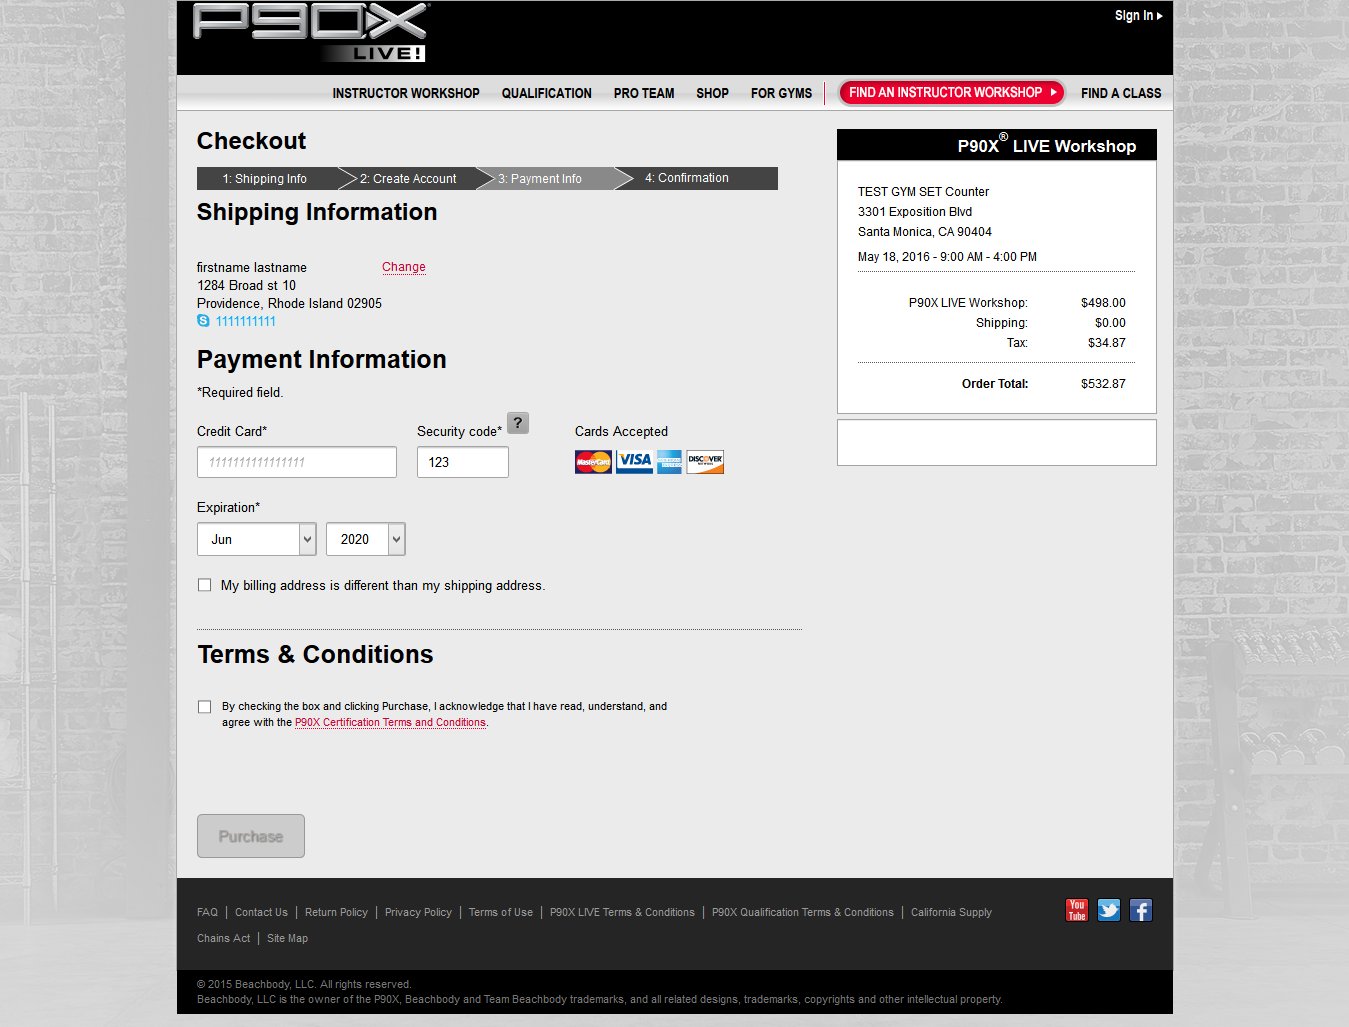 P90X
LIVE!
Sign In
INSTRUCTOR WORKSHOP QUALIFICATION PRO TEAM SHOP FOR GYMS FIND AN INSTRUCTOR WORKSHOP FIND A CLASS
Checkout
1: Shipping Info 2: Create Account 3: Payment Info 4: Confirmation
Shipping Information
firstname lastname Change
1284 Broad st 10
Providence, Rhode Island 02905
1111111111
Payment Information
*Required field.
Credit Card* Security code* ? Cards Accepted
1111111111111111 123 MasterCard VISA DISCOVER
Expiration*
Jun 2020
My billing address is different than my shipping address.
Terms & Conditions
By checking the box and clicking Purchase, I acknowledge that I have read, understand, and
agree with the P90X Certification Terms and Conditions.
Purchase
P90X® LIVE Workshop
TEST GYM SET Counter
3301 Exposition Blvd
Santa Monica, CA 90404
May 18, 2016 - 9:00 AM - 4:00 PM
P90X LIVE Workshop: $498.00
Shipping: $0.00
Tax: $34.87
Order Total: $532.87
FAQ | Contact Us | Return Policy | Privacy Policy | Terms of Use | P90X LIVE Terms & Conditions | P90X Qualification Terms & Conditions | California Supply
Chains Act | Site Map
You
Tube
© 2015 Beachbody, LLC. All rights reserved.
Beachbody, LLC is the owner of the P90X, Beachbody and Team Beachbody trademarks, and all related designs, trademarks, copyrights and other intellectual property.